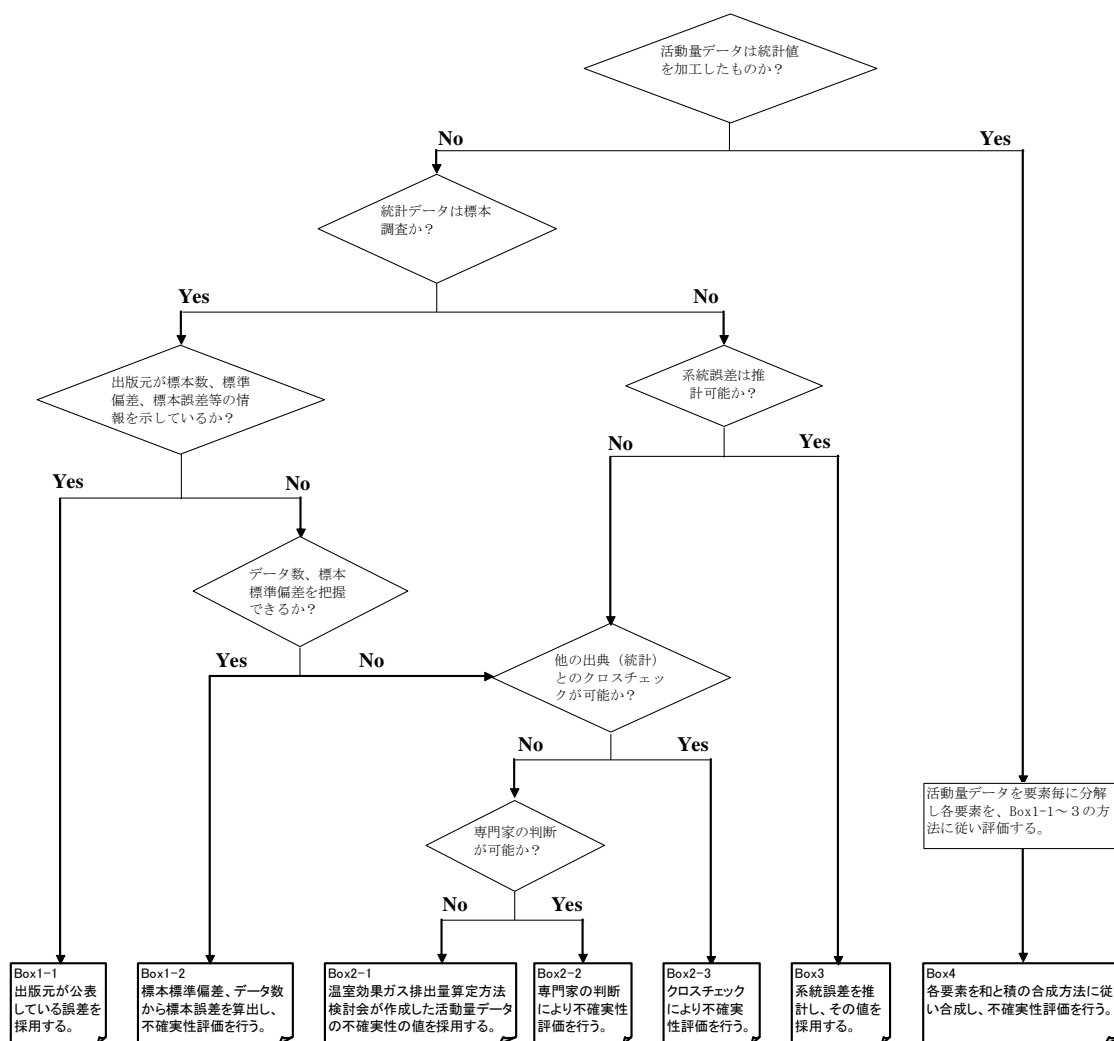 活動量データは統計値
を加工したものか？
No
Yes
統計データは標本
調査か？
Yes
No
出版元が標本数、標準
偏差、標本誤差等の情
報を示しているか？
系統誤差は推
計可能か？
No
Yes
Yes
No
データ数、標本
標準偏差を把握
できるか？
Yes
No
他の出典（統計）
とのクロスチェッ
クが可能か？
No
Yes
活動量データを要素毎に分解
し各要素を、Box1-1～３の方
法に従い評価する。
専門家の判断
が可能か？
No
Yes
Box1-1
出版元が公表
している誤差を
採用する。
Box1-2
標本標準偏差、データ数
から標本誤差を算出し、
不確実性評価を行う。
Box2-1
温室効果ガス排出量算定方法
検討会が作成した活動量データ
の不確実性の値を採用する。
Box2-2
専門家の判断
により不確実性
評価を行う。
Box2-3
クロスチェック
により不確実
性評価を行う。
Box3
系統誤差を推
計し、その値を
採用する。
Box4
各要素を和と積の合成方法に従
い合成し、不確実性評価を行う。